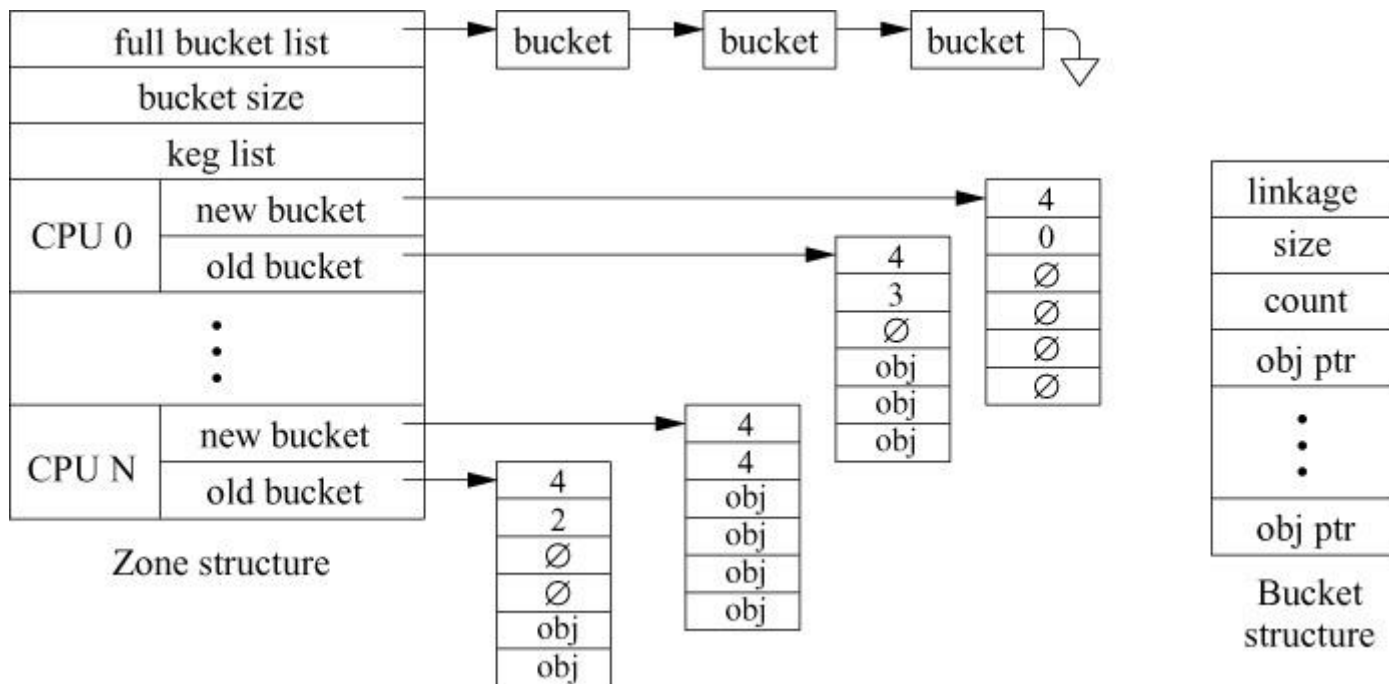 full bucket list
bucket
bucket
bucket
bucket size
keg list
CPU 0
new bucket
old bucket
CPU N
new bucket
old bucket
Zone structure
4
2
∅
∅
obj
obj
4
4
obj
obj
obj
obj
4
3
∅
obj
obj
obj
4
0
∅
∅
∅
∅
linkage
size
count
obj ptr
obj ptr
Bucket
structure